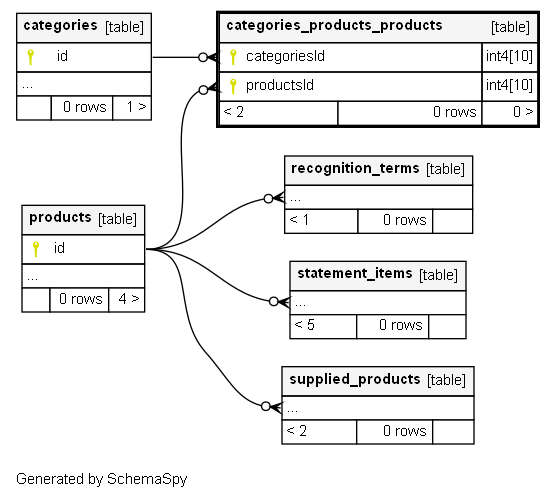 categories [table]
id
...
0 rows 1 >
categories_products_products [table]
categoriesId int4[10]
productsId int4[10]
< 2 0 rows 0 >
recognition_terms [table]
...
< 1 0 rows
products [table]
id
...
0 rows 4 >
statement_items [table]
...
< 5 0 rows
supplied_products [table]
...
< 2 0 rows
Generated by SchemaSpy